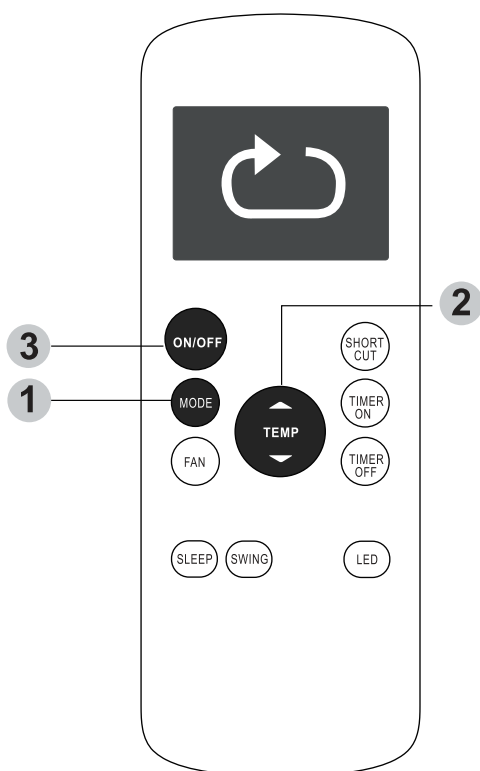 2
3
ON/OFF
SHORT
CUT
1
MODE
TEMP
TIMER
ON
FAN
TIMER
OFF
SLEEP
SWING
LED